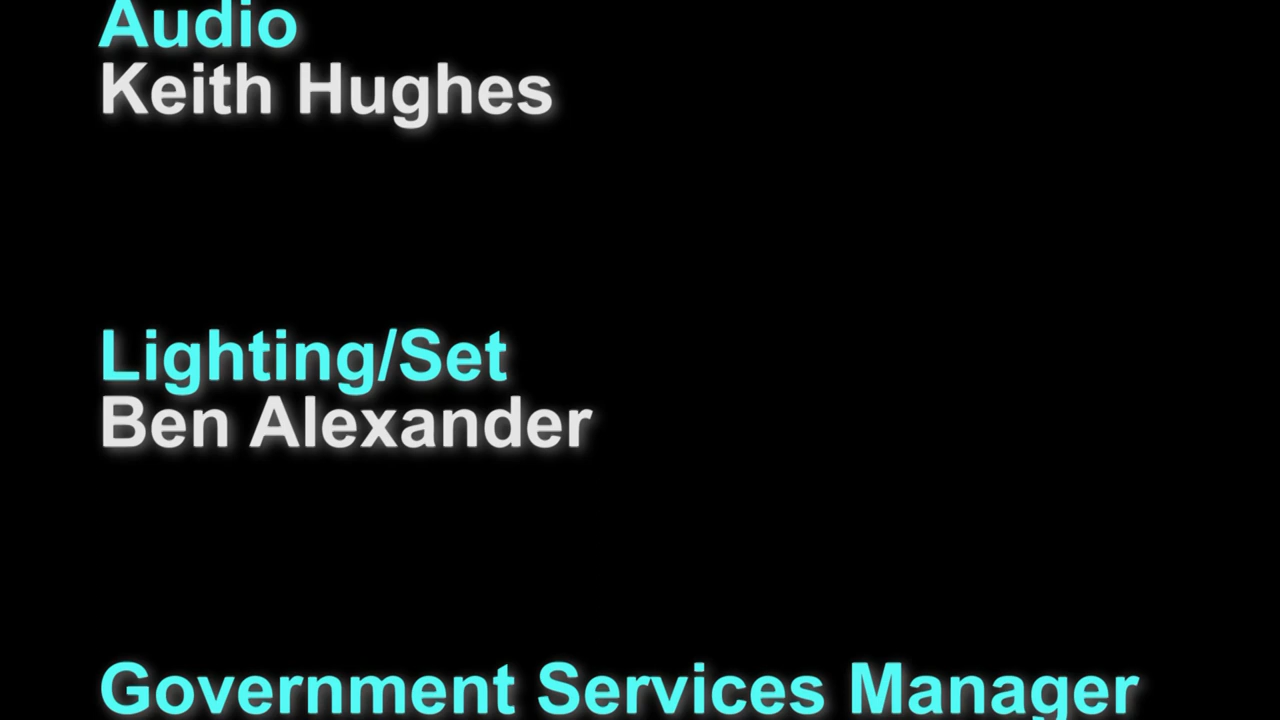 Audio
Keith Hughes
Lighting/Set
Ben Alexander
Government Services Manager